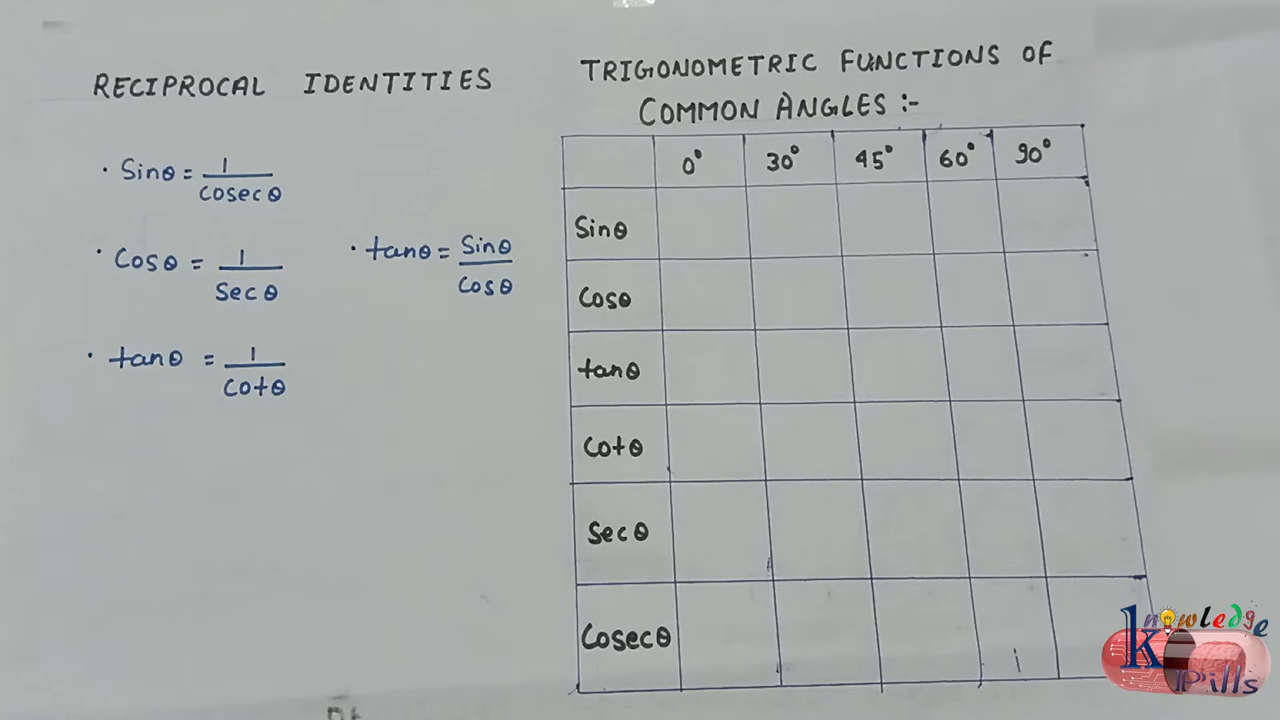 RECIPROCAL IDENTITIES
· Sinθ = 1/cosecθ
· Cosθ = 1/Secθ
· tanθ = Sinθ/Cosθ
· tanθ = 1/Cotθ
TRIGONOMETRIC FUNCTIONS OF
COMMON ANGLES :-
0° 30° 45° 60° 90°
Sinθ
Cosθ
tanθ
Cotθ
Secθ
Cosecθ
Knowledge
Pills